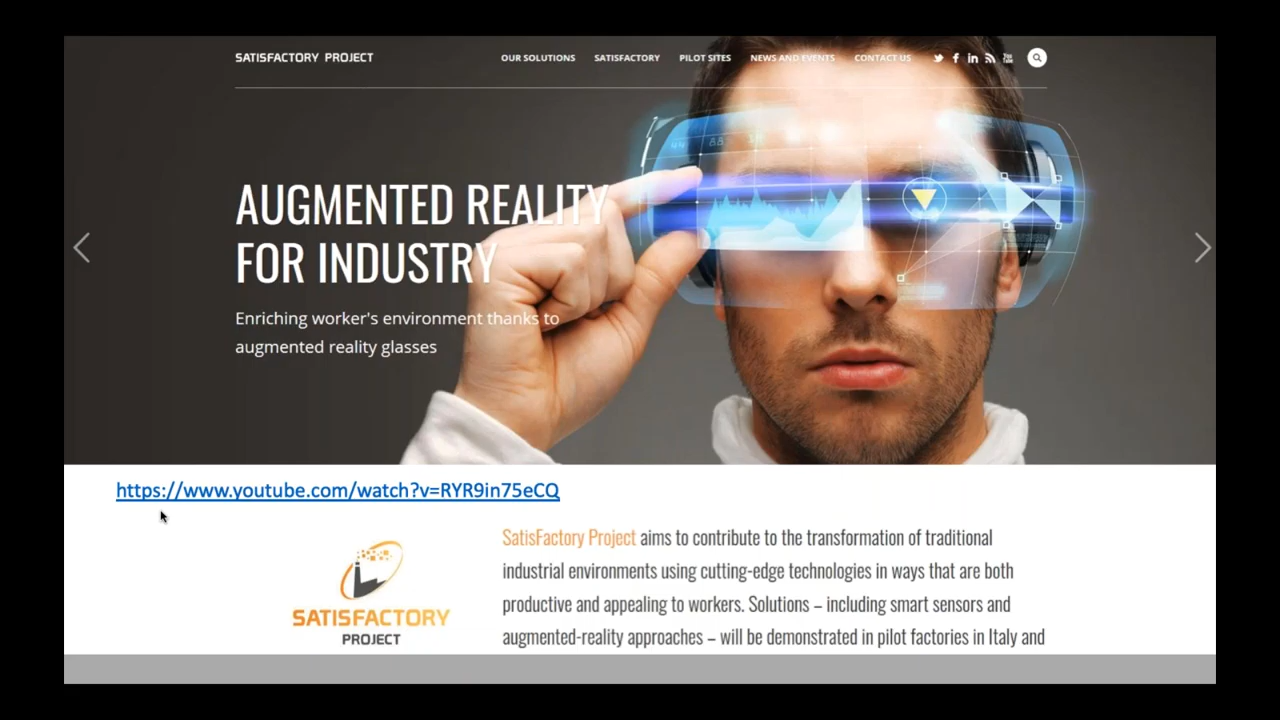 SATISFACTORY PROJECT
OUR SOLUTIONS SATISFACTORY PILOT SITES NEWS AND EVENTS CONTACT US
AUGMENTED REALITY
FOR INDUSTRY
Enriching worker's environment thanks to
augmented reality glasses
https://www.youtube.com/watch?v=RYR9in75eCQ
SATISFACTORY
PROJECT
SatisFactory Project aims to contribute to the transformation of traditional
industrial environments using cutting-edge technologies in ways that are both
productive and appealing to workers. Solutions – including smart sensors and
augmented-reality approaches – will be demonstrated in pilot factories in Italy and